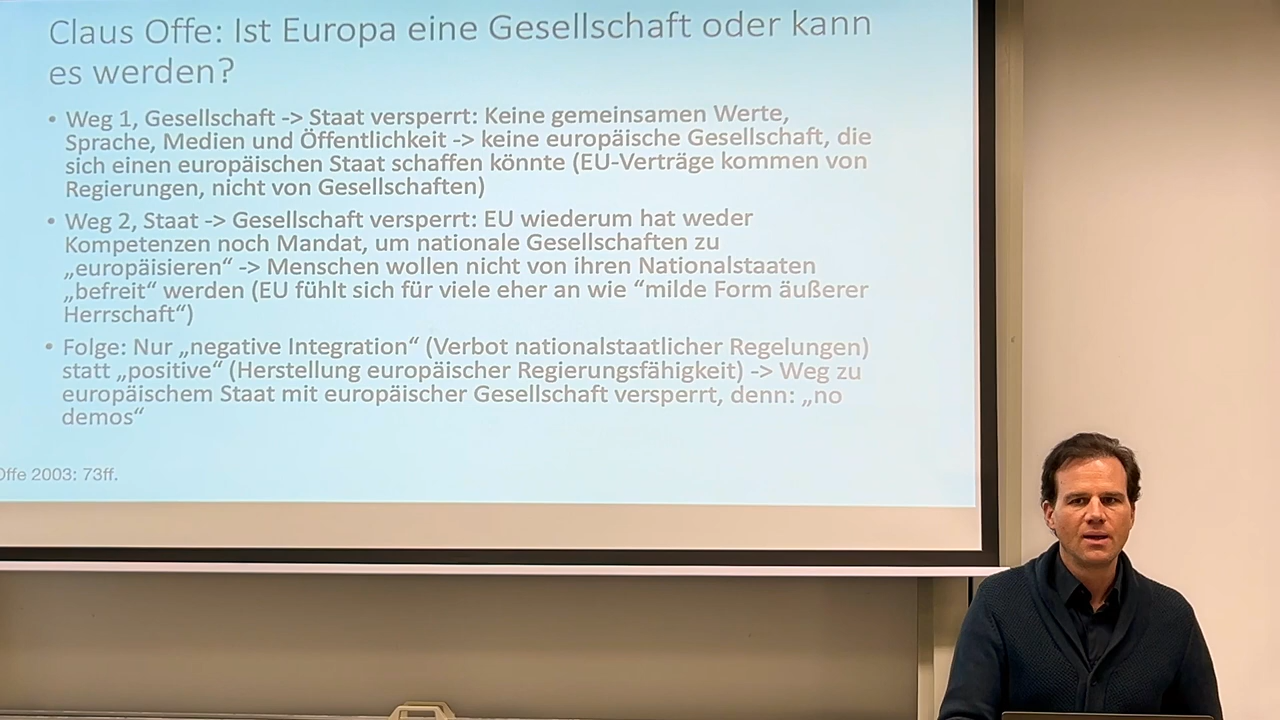 Claus Offe: Ist Europa eine Gesellschaft oder kann
es werden?
• Weg 1, Gesellschaft -> Staat versperrt: Keine gemeinsamen Werte,
Sprache, Medien und Öffentlichkeit -> keine europäische Gesellschaft, die
sich einen europäischen Staat schaffen könnte (EU-Verträge kommen von
Regierungen, nicht von Gesellschaften)
• Weg 2, Staat -> Gesellschaft versperrt: EU wiederum hat weder
Kompetenzen noch Mandat, um nationale Gesellschaften zu
„europäisieren“ -> Menschen wollen nicht von ihren Nationalstaaten
„befreit“ werden (EU fühlt sich für viele eher an wie “milde Form äußerer
Herrschaft“)
• Folge: Nur „negative Integration“ (Verbot nationalstaatlicher Regelungen)
statt „positive“ (Herstellung europäischer Regierungsfähigkeit) -> Weg zu
europäischem Staat mit europäischer Gesellschaft versperrt, denn: „no
demos“
Offe 2003: 73ff.